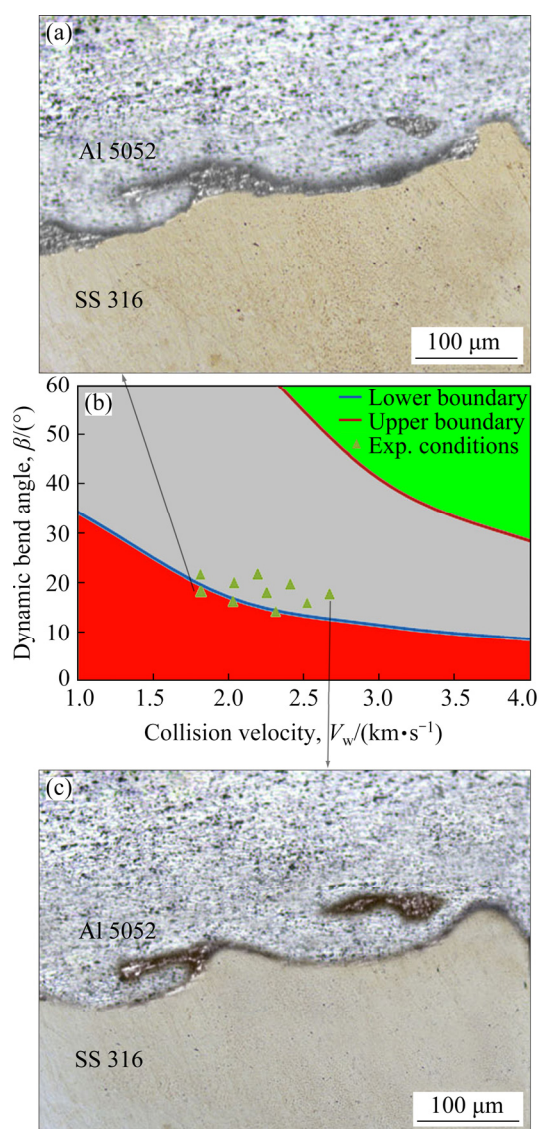 (a)
Al 5052
SS 316
100 μm
(b)
Lower boundary
Upper boundary
Exp. conditions
Dynamic bend angle, β/(°)
60
50
40
30
20
10
0
1.0 1.5 2.0 2.5 3.0 3.5 4.0
Collision velocity, Vw/(km•s⁻¹)
(c)
Al 5052
SS 316
100 μm